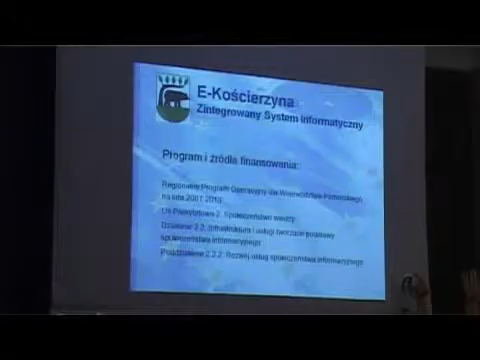 E-Kościerzyna
Zintegrowany System Informatyczny
Program i źródła finansowania:
Regionalny Program Operacyjny dla Województwa Pomorskiego
na lata 2007-2013
Oś Priorytetowa 2. Społeczeństwo wiedzy
Działanie 2.2. Infrastruktura i usługi tworzące podstawy
społeczeństwa informacyjnego
Poddziałanie 2.2.2. Rozwój usług społeczeństwa informacyjnego